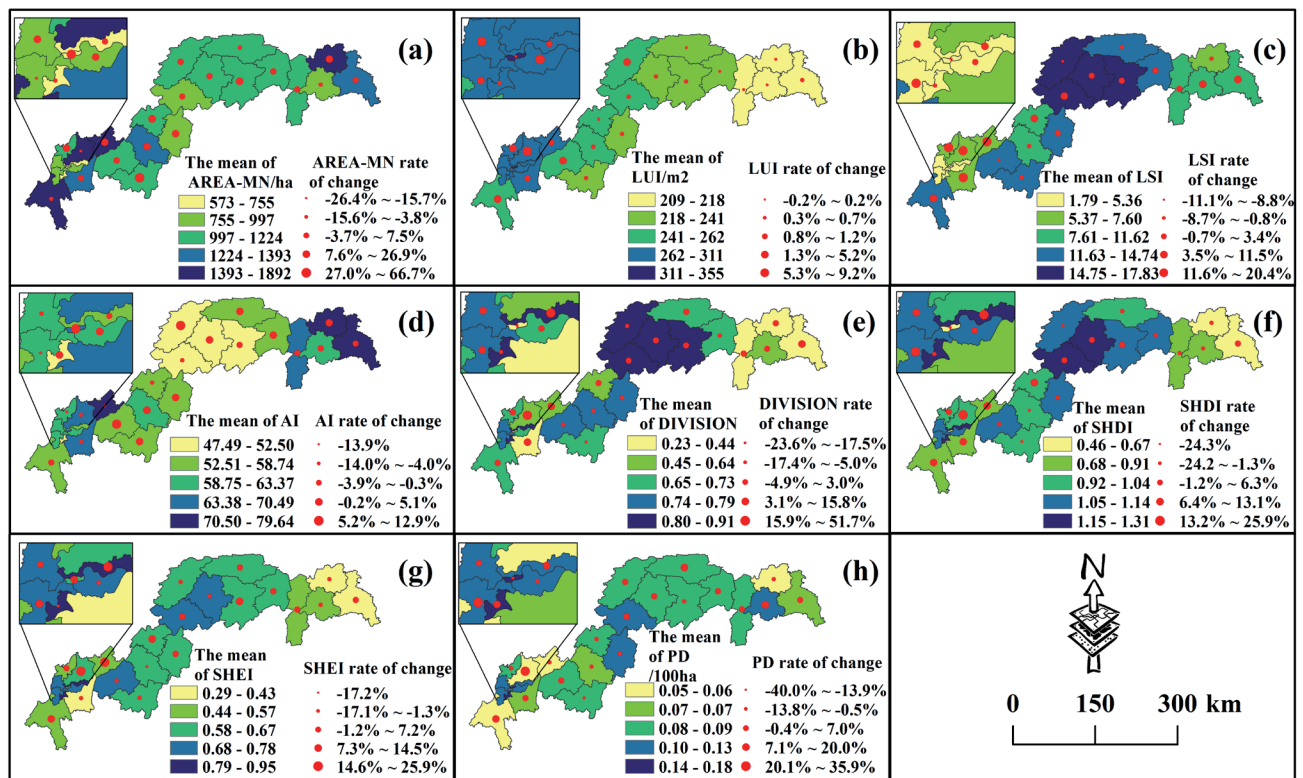 (a)
The mean of AREA-MN/ha
573 - 755
755 - 997
997 - 1224
1224 - 1393
1393 - 1892
AREA-MN rate of change
-26.4% ~ -15.7%
-15.6% ~ -3.8%
-3.7% ~ 7.5%
7.6% ~ 26.9%
27.0% ~ 66.7%
(b)
The mean of LUI/m2
209 - 218
218 - 241
241 - 262
262 - 311
311 - 355
LUI rate of change
-0.2% ~ 0.2%
0.3% ~ 0.7%
0.8% ~ 1.2%
1.3% ~ 5.2%
5.3% ~ 9.2%
(c)
The mean of LSI
1.79 - 5.36
5.37 - 7.60
7.61 - 11.62
11.63 - 14.74
14.75 - 17.83
LSI rate of change
-11.1% ~ -8.8%
-8.7% ~ -0.8%
-0.7% ~ 3.4%
3.5% ~ 11.5%
11.6% ~ 20.4%
(d)
The mean of AI
47.49 - 52.50
52.51 - 58.74
58.75 - 63.37
63.38 - 70.49
70.50 - 79.64
AI rate of change
-13.9%
-14.0% ~ -4.0%
-3.9% ~ -0.3%
-0.2% ~ 5.1%
5.2% ~ 12.9%
(e)
The mean of DIVISION
0.23 - 0.44
0.45 - 0.64
0.65 - 0.73
0.74 - 0.79
0.80 - 0.91
DIVISION rate of change
-23.6% ~ -17.5%
-17.4% ~ -5.0%
-4.9% ~ 3.0%
3.1% ~ 15.8%
15.9% ~ 51.7%
(f)
The mean of SHDI
0.46 - 0.67
0.68 - 0.91
0.92 - 1.04
1.05 - 1.14
1.15 - 1.31
SHDI rate of change
-24.3%
-24.2 ~ -1.3%
-1.2% ~ 6.3%
6.4% ~ 13.1%
13.2% ~ 25.9%
(g)
The mean of SHEI
0.29 - 0.43
0.44 - 0.57
0.58 - 0.67
0.68 - 0.78
0.79 - 0.95
SHEI rate of change
-17.2%
-17.1% ~ -1.3%
-1.2% ~ 7.2%
7.3% ~ 14.5%
14.6% ~ 25.9%
(h)
The mean of PD /100ha
0.05 - 0.06
0.07 - 0.07
0.08 - 0.09
0.10 - 0.13
0.14 - 0.18
PD rate of change
-40.0% ~ -13.9%
-13.8% ~ -0.5%
-0.4% ~ 7.0%
7.1% ~ 20.0%
20.1% ~ 35.9%
N
0 150 300 km